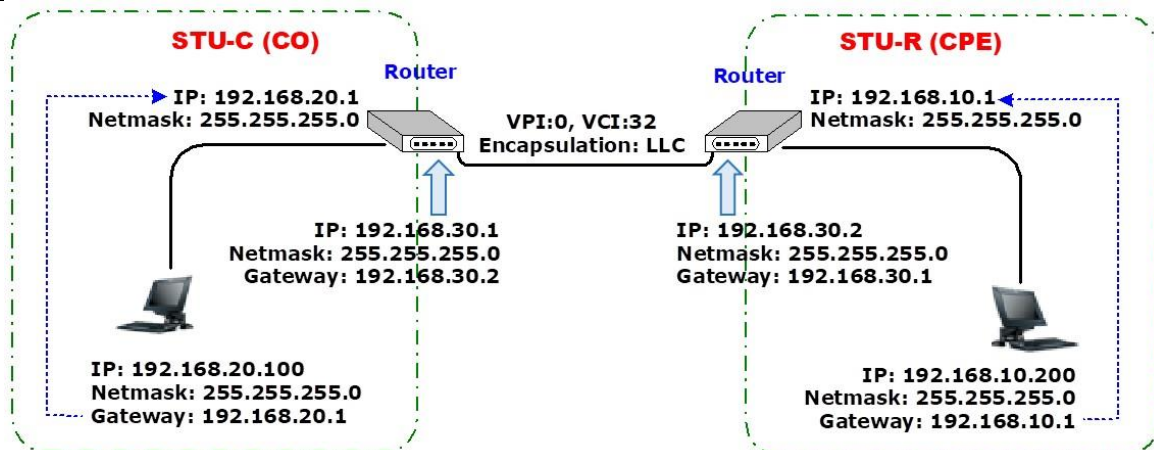 STU-C (CO)
Router
IP: 192.168.20.1
Netmask: 255.255.255.0
STU-R (CPE)
Router
IP: 192.168.10.1
Netmask: 255.255.255.0
VPI:0, VCI:32
Encapsulation: LLC
IP: 192.168.30.1
Netmask: 255.255.255.0
Gateway: 192.168.30.2
IP: 192.168.30.2
Netmask: 255.255.255.0
Gateway: 192.168.30.1
IP: 192.168.20.100
Netmask: 255.255.255.0
Gateway: 192.168.20.1
IP: 192.168.10.200
Netmask: 255.255.255.0
Gateway: 192.168.10.1